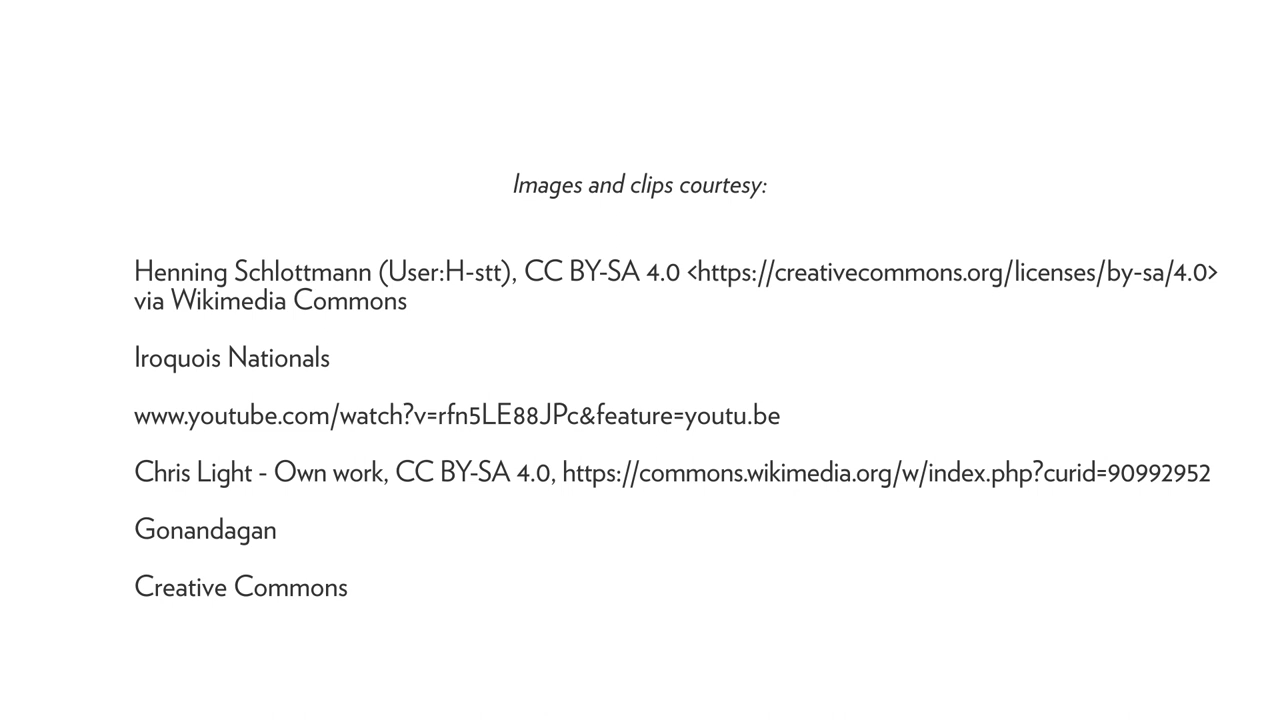 Images and clips courtesy:
Henning Schlottmann (User:H-stt), CC BY-SA 4.0 <https://creativecommons.org/licenses/by-sa/4.0>
via Wikimedia Commons
Iroquois Nationals
www.youtube.com/watch?v=rfn5LE88JPc&feature=youtu.be
Chris Light - Own work, CC BY-SA 4.0, https://commons.wikimedia.org/w/index.php?curid=90992952
Gonandagan
Creative Commons